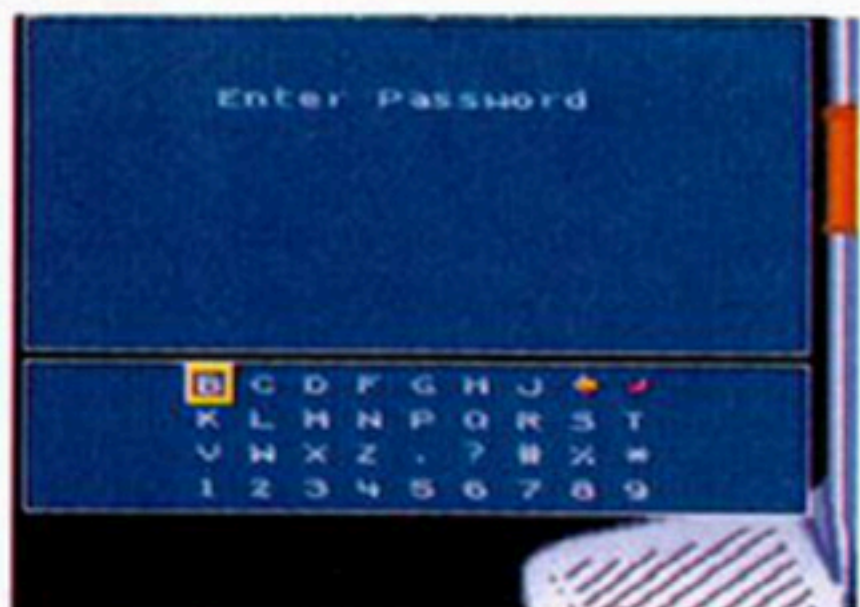 Enter Password
B C D F G H J
K L M N P Q R S T
V W X Z . ? # % *
1 2 3 4 5 6 7 8 9